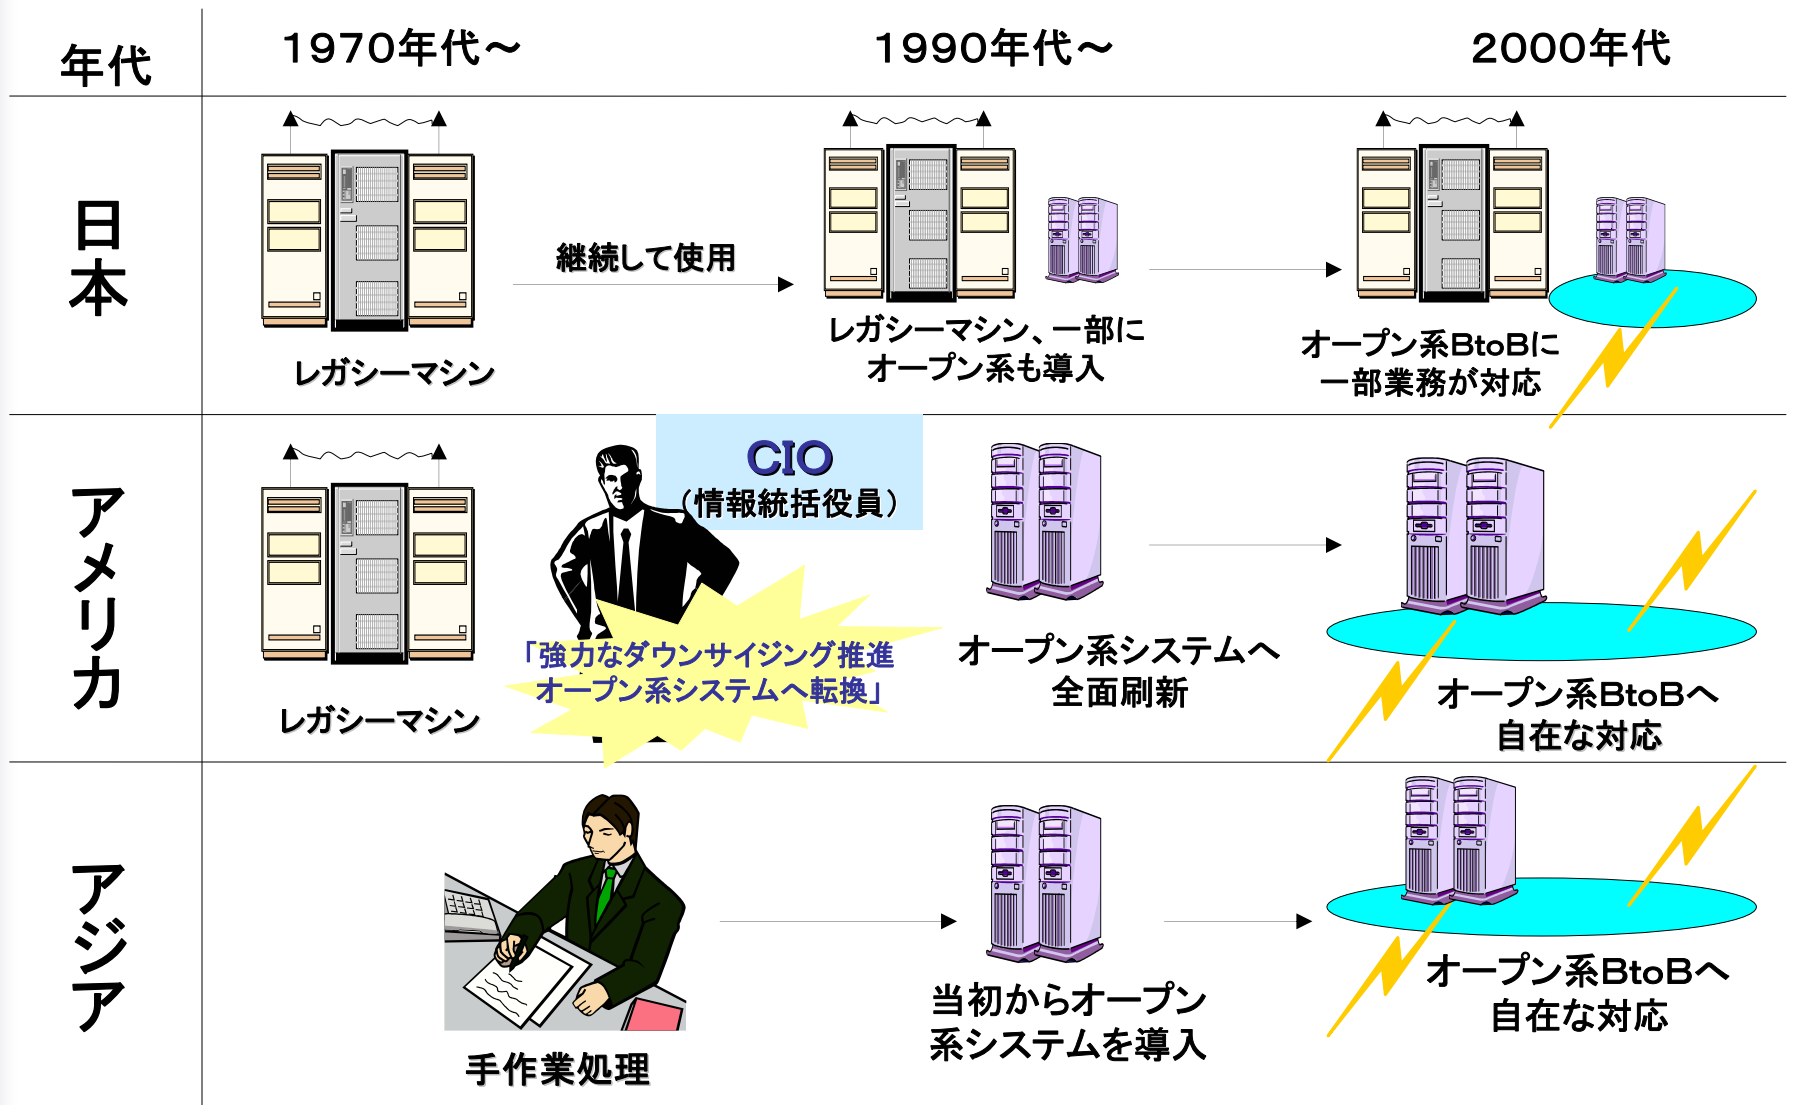 年代
1970年代～
1990年代～
2000年代
日本
継続して使用
レガシーマシン
レガシーマシン、一部に
オープン系も導入
オープン系BtoBに
一部業務が対応
アメリカ
レガシーマシン
CIO
（情報統括役員）
「強力なダウンサイジング推進
オープン系システムへ転換」
オープン系システムへ
全面刷新
オープン系BtoBへ
自在な対応
アジア
手作業処理
当初からオープン
系システムを導入
オープン系BtoBへ
自在な対応